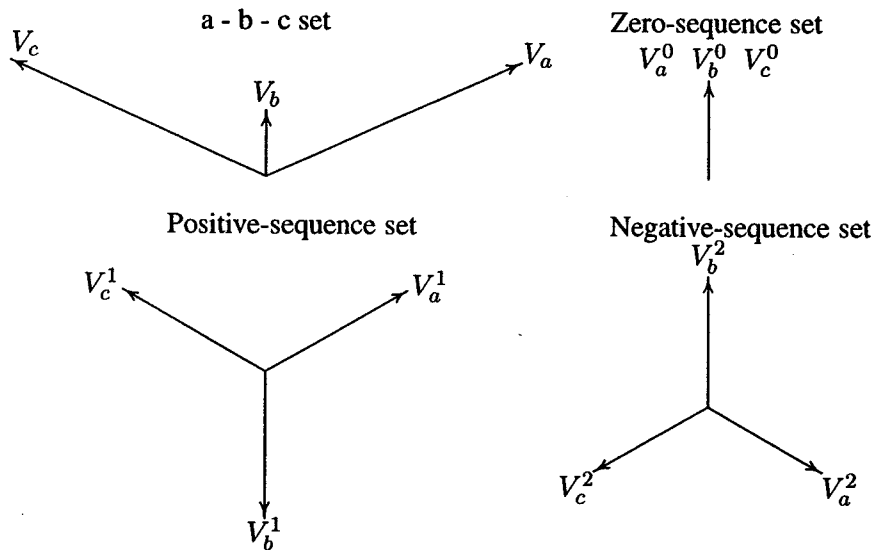 a - b - c set
V_c
V_b
V_a
Zero-sequence set
V_a^0 V_b^0 V_c^0
Positive-sequence set
V_c^1
V_a^1
V_b^1
Negative-sequence set
V_b^2
V_c^2
V_a^2